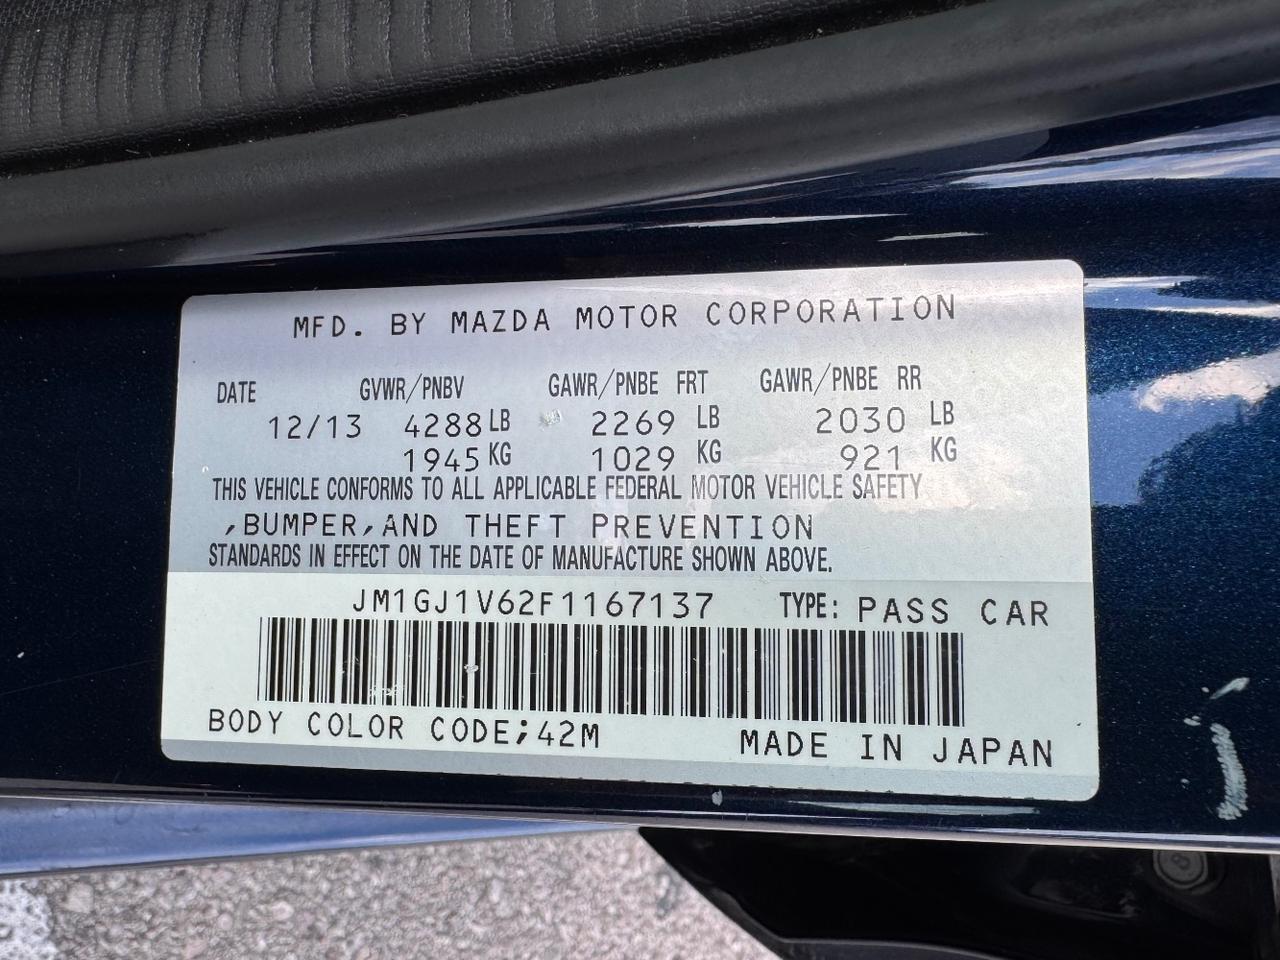 MFD. BY MAZDA MOTOR CORPORATION
DATE GVWR/PNBV GAWR/PNBE FRT GAWR/PNBE RR
12/13 4288 LB 2269 LB 2030 LB
1945 KG 1029 KG 921 KG
THIS VEHICLE CONFORMS TO ALL APPLICABLE FEDERAL MOTOR VEHICLE SAFETY
,BUMPER,AND THEFT PREVENTION
STANDARDS IN EFFECT ON THE DATE OF MANUFACTURE SHOWN ABOVE.
JM1GJ1V62F1167137 TYPE: PASS CAR
BODY COLOR CODE;42M MADE IN JAPAN
8